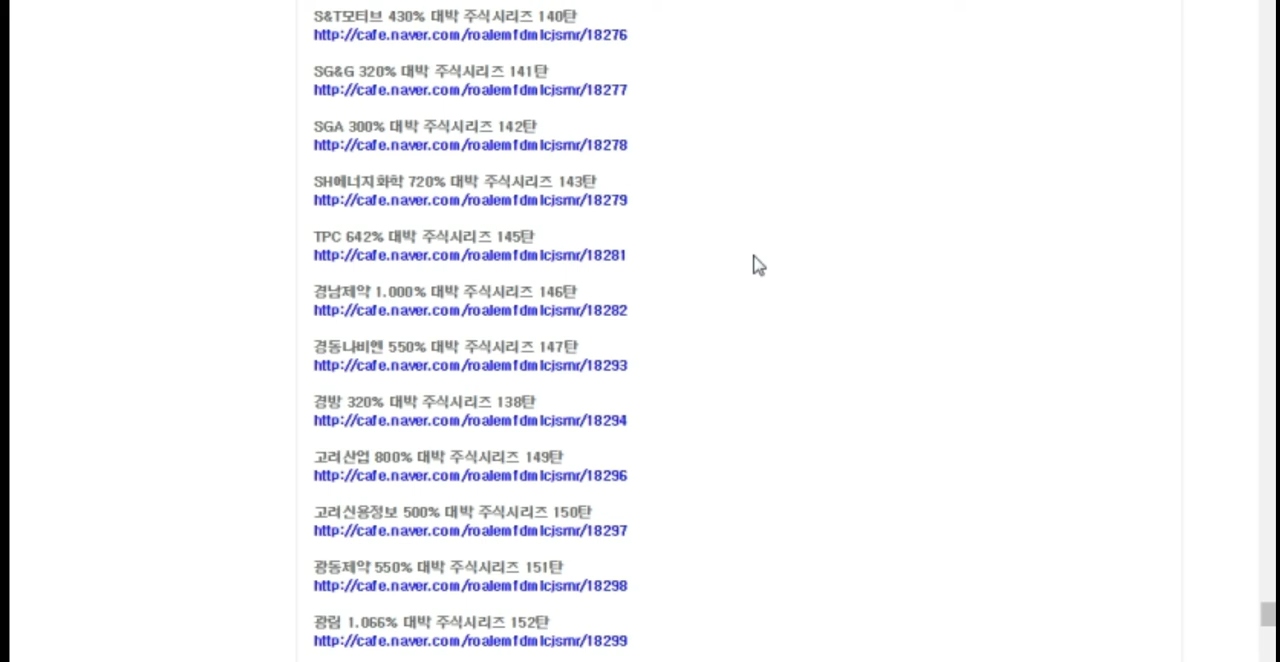 S&T모티브 430% 대박 주식시리즈 140탄
http://cafe.naver.com/roalemfdmlcjsmr/18276
SG&G 320% 대박 주식시리즈 141탄
http://cafe.naver.com/roalemfdmlcjsmr/18277
SGA 300% 대박 주식시리즈 142탄
http://cafe.naver.com/roalemfdmlcjsmr/18278
SH에너지화학 720% 대박 주식시리즈 143탄
http://cafe.naver.com/roalemfdmlcjsmr/18279
TPC 642% 대박 주식시리즈 145탄
http://cafe.naver.com/roalemfdmlcjsmr/18281
경남제약 1.000% 대박 주식시리즈 146탄
http://cafe.naver.com/roalemfdmlcjsmr/18282
경동나비엔 550% 대박 주식시리즈 147탄
http://cafe.naver.com/roalemfdmlcjsmr/18293
경방 320% 대박 주식시리즈 138탄
http://cafe.naver.com/roalemfdmlcjsmr/18294
고려산업 800% 대박 주식시리즈 149탄
http://cafe.naver.com/roalemfdmlcjsmr/18296
고려신용정보 500% 대박 주식시리즈 150탄
http://cafe.naver.com/roalemfdmlcjsmr/18297
광동제약 550% 대박 주식시리즈 151탄
http://cafe.naver.com/roalemfdmlcjsmr/18298
광림 1.066% 대박 주식시리즈 152탄
http://cafe.naver.com/roalemfdmlcjsmr/18299